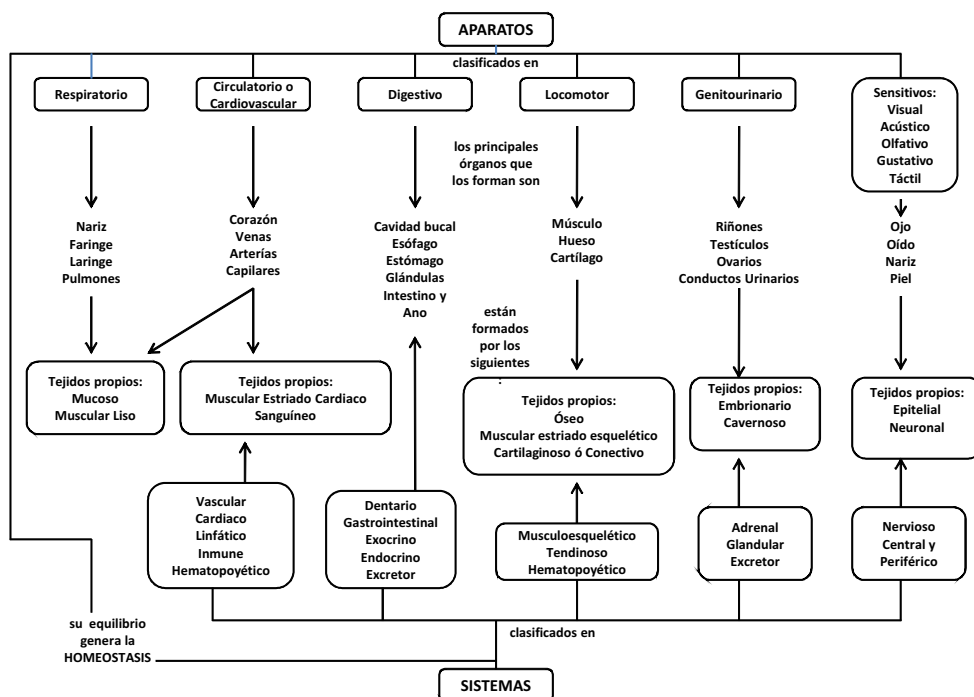 APARATOS
clasificados en
Respiratorio
Circulatorio o
Cardiovascular
Digestivo
Locomotor
Genitourinario
Sensitivos:
Visual
Acústico
Olfativo
Gustativo
Táctil
los principales
órganos que
los forman son
Nariz
Faringe
Laringe
Pulmones
Corazón
Venas
Arterías
Capilares
Cavidad bucal
Esófago
Estómago
Glándulas
Intestino y
Ano
Músculo
Hueso
Cartílago
Riñones
Testículos
Ovarios
Conductos Urinarios
Ojo
Oído
Nariz
Piel
están
formados
por los
siguientes
:
Tejidos propios:
Mucoso
Muscular Liso
Tejidos propios:
Muscular Estriado Cardiaco
Sanguíneo
Tejidos propios:
Óseo
Muscular estriado esquelético
Cartilaginoso ó Conectivo
Tejidos propios:
Embrionario
Cavernoso
Tejidos propios:
Epitelial
Neuronal
Vascular
Cardiaco
Linfático
Inmune
Hematopoyético
Dentario
Gastrointestinal
Exocrino
Endocrino
Excretor
Musculoesquelético
Tendinoso
Hematopoyético
Adrenal
Glandular
Excretor
Nervioso
Central y
Periférico
su equilibrio
genera la
HOMEOSTASIS
clasificados en
SISTEMAS